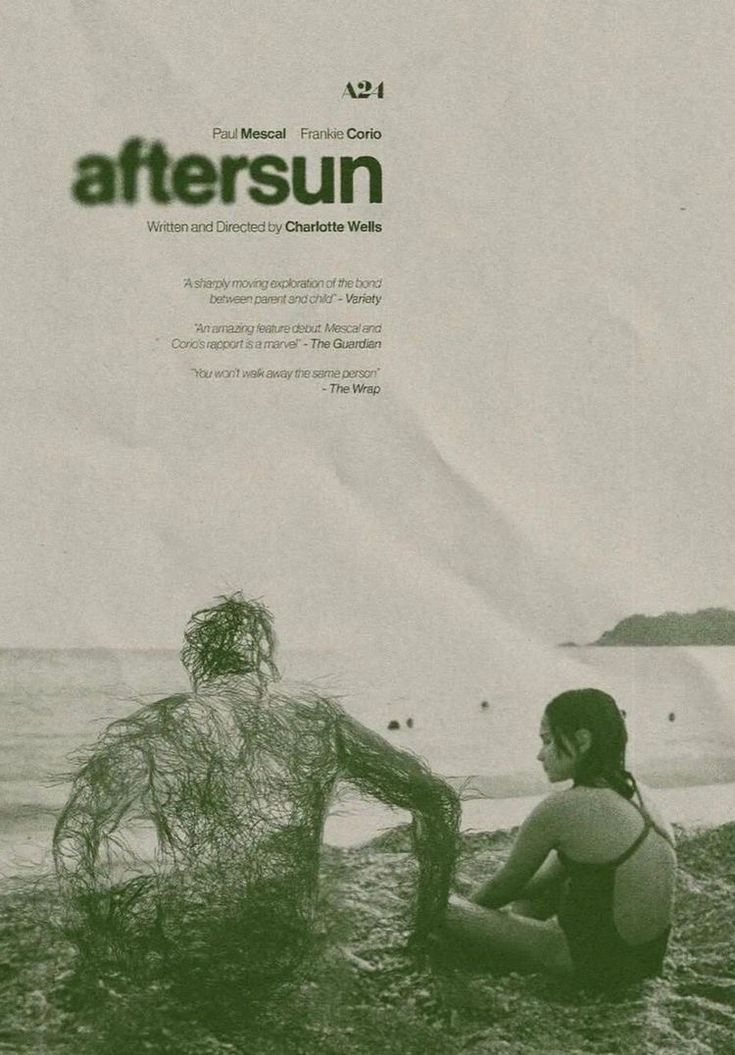 A24
Paul Mescal Frankie Corio
aftersun
Written and Directed by Charlotte Wells
"A sharply moving exploration of the bond
between parent and child" - Variety
"An amazing feature debut. Mescal and
Corio's rapport is a marvel" - The Guardian
"You won't walk away the same person"
- The Wrap